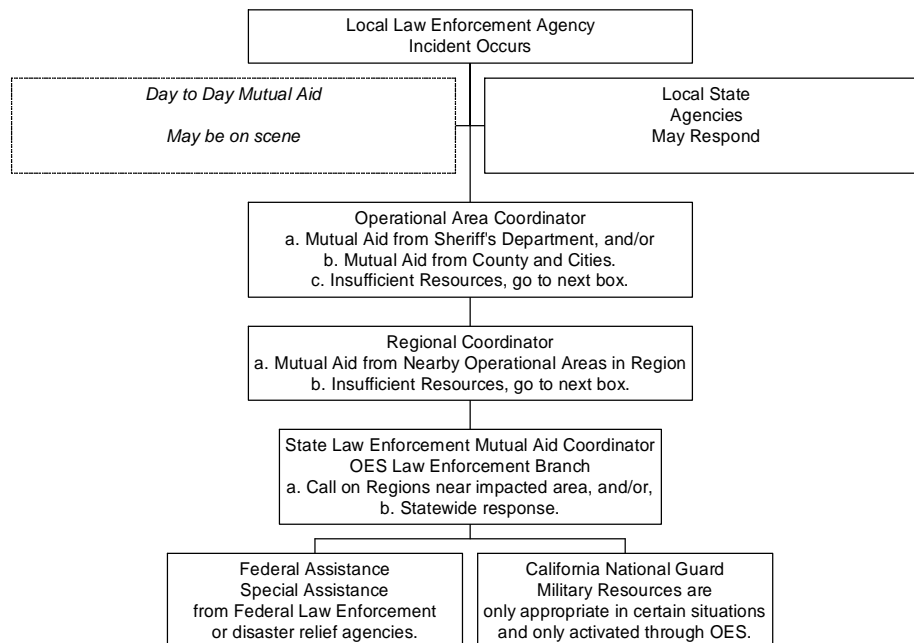 Local Law Enforcement Agency
Incident Occurs
Day to Day Mutual Aid
May be on scene
Local State
Agencies
May Respond
Operational Area Coordinator
a. Mutual Aid from Sheriff's Department, and/or
b. Mutual Aid from County and Cities.
c. Insufficient Resources, go to next box.
Regional Coordinator
a. Mutual Aid from Nearby Operational Areas in Region
b. Insufficient Resources, go to next box.
State Law Enforcement Mutual Aid Coordinator
OES Law Enforcement Branch
a. Call on Regions near impacted area, and/or,
b. Statewide response.
Federal Assistance
Special Assistance
from Federal Law Enforcement
or disaster relief agencies.
California National Guard
Military Resources are
only appropriate in certain situations
and only activated through OES.